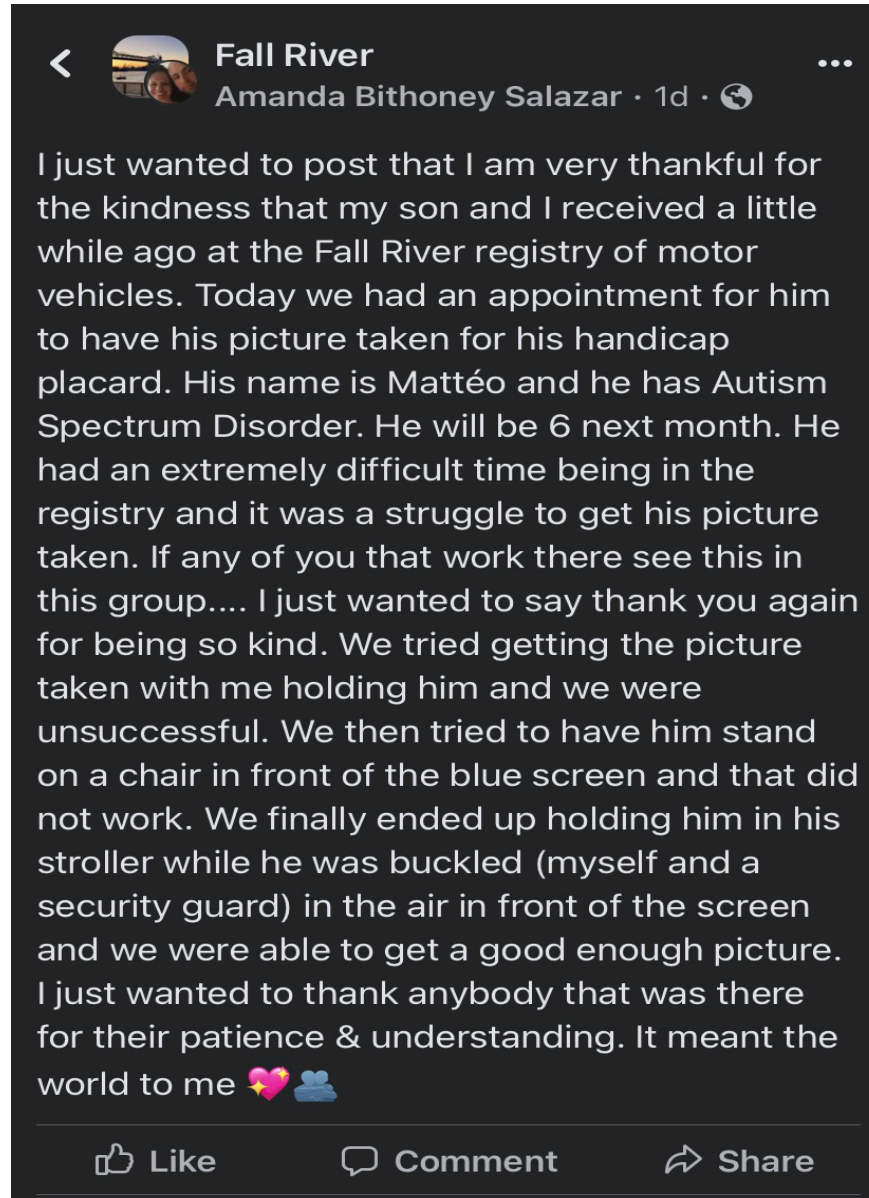 Fall River
Amanda Bithoney Salazar · 1d ·
I just wanted to post that I am very thankful for
the kindness that my son and I received a little
while ago at the Fall River registry of motor
vehicles. Today we had an appointment for him
to have his picture taken for his handicap
placard. His name is Mattéo and he has Autism
Spectrum Disorder. He will be 6 next month. He
had an extremely difficult time being in the
registry and it was a struggle to get his picture
taken. If any of you that work there see this in
this group.... I just wanted to say thank you again
for being so kind. We tried getting the picture
taken with me holding him and we were
unsuccessful. We then tried to have him stand
on a chair in front of the blue screen and that did
not work. We finally ended up holding him in his
stroller while he was buckled (myself and a
security guard) in the air in front of the screen
and we were able to get a good enough picture.
I just wanted to thank anybody that was there
for their patience & understanding. It meant the
world to me 💖🫂
Like Comment Share